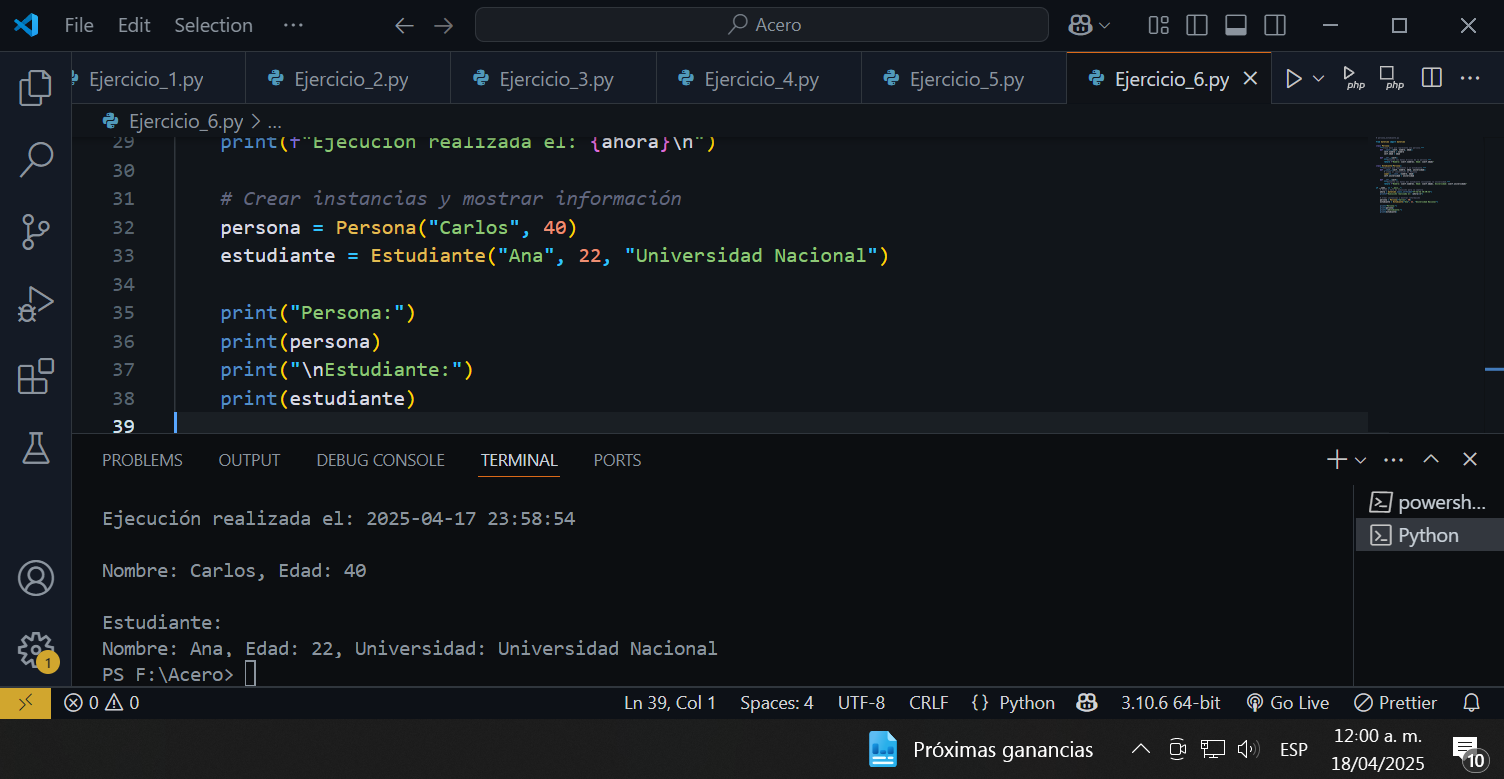 File Edit Selection ··· Acero
Ejercicio_1.py Ejercicio_2.py Ejercicio_3.py Ejercicio_4.py Ejercicio_5.py Ejercicio_6.py php php
Ejercicio_6.py > ...
29 print(f"Ejecución realizada el: {ahora}\n")
30
31 # Crear instancias y mostrar información
32 persona = Persona("Carlos", 40)
33 estudiante = Estudiante("Ana", 22, "Universidad Nacional")
34
35 print("Persona:")
36 print(persona)
37 print("\nEstudiante:")
38 print(estudiante)
39
PROBLEMS OUTPUT DEBUG CONSOLE TERMINAL PORTS
Ejecución realizada el: 2025-04-17 23:58:54
Nombre: Carlos, Edad: 40
Estudiante:
Nombre: Ana, Edad: 22, Universidad: Universidad Nacional
PS F:\Acero>
powersh...
Python
1
0 0 Ln 39, Col 1 Spaces: 4 UTF-8 CRLF {} Python 3.10.6 64-bit Go Live Prettier
Próximas ganancias ESP 12:00 a. m.
18/04/2025 10